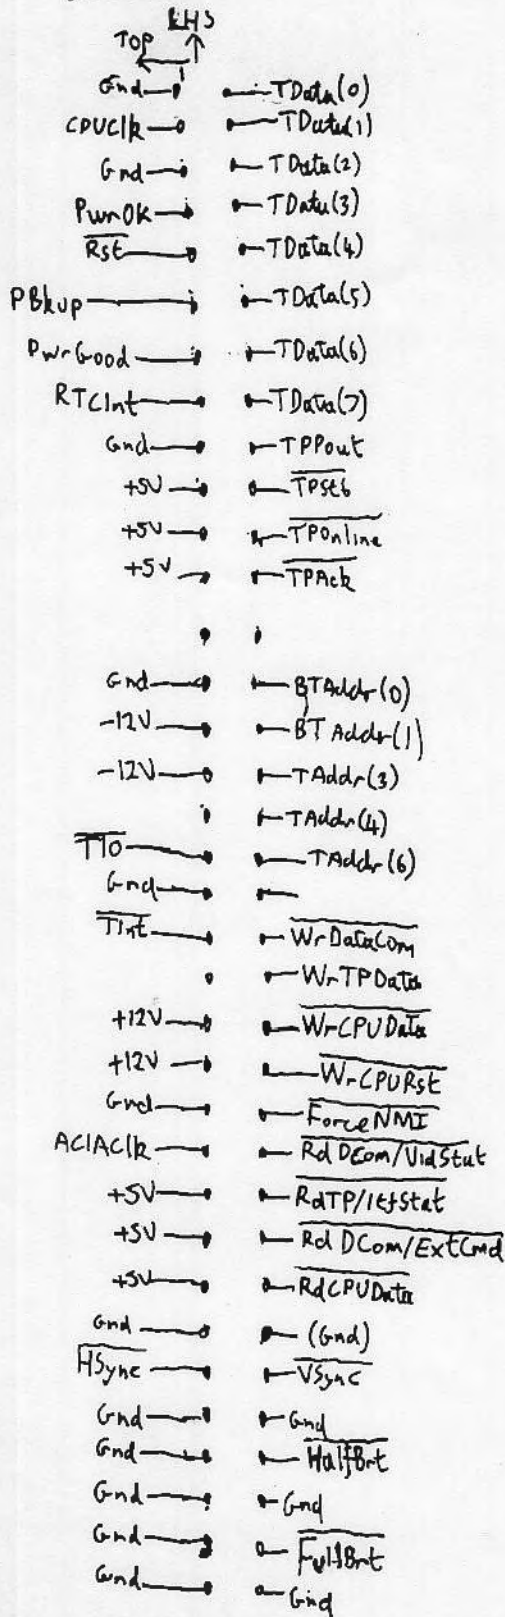 LHS
TOP
Gnd TData(0)
CPUClk TData(1)
Gnd TData(2)
PwrOK TData(3)
Rst TData(4)
PBkup TData(5)
PwrGood TData(6)
RTCInt TData(7)
Gnd TPPout
+5V TPStb
+5V TPOnline
+5V TPAck
Gnd BTAddr(0)
-12V BTAddr(1)
-12V TAddr(3)
TAddr(4)
TIO TAddr(6)
Gnd
TInt WrDataCom
WrTPData
+12V WrCPUData
+12V WrCPURst
Gnd ForceNMI
ACIAClk RdDCom/VidStat
+5V RdTP/IffStat
+5V RdDCom/ExtCmd
+5V RdCPUData
Gnd (Gnd)
HSync VSync
Gnd Gnd
Gnd HalfBrt
Gnd Gnd
Gnd FullBrt
Gnd Gnd